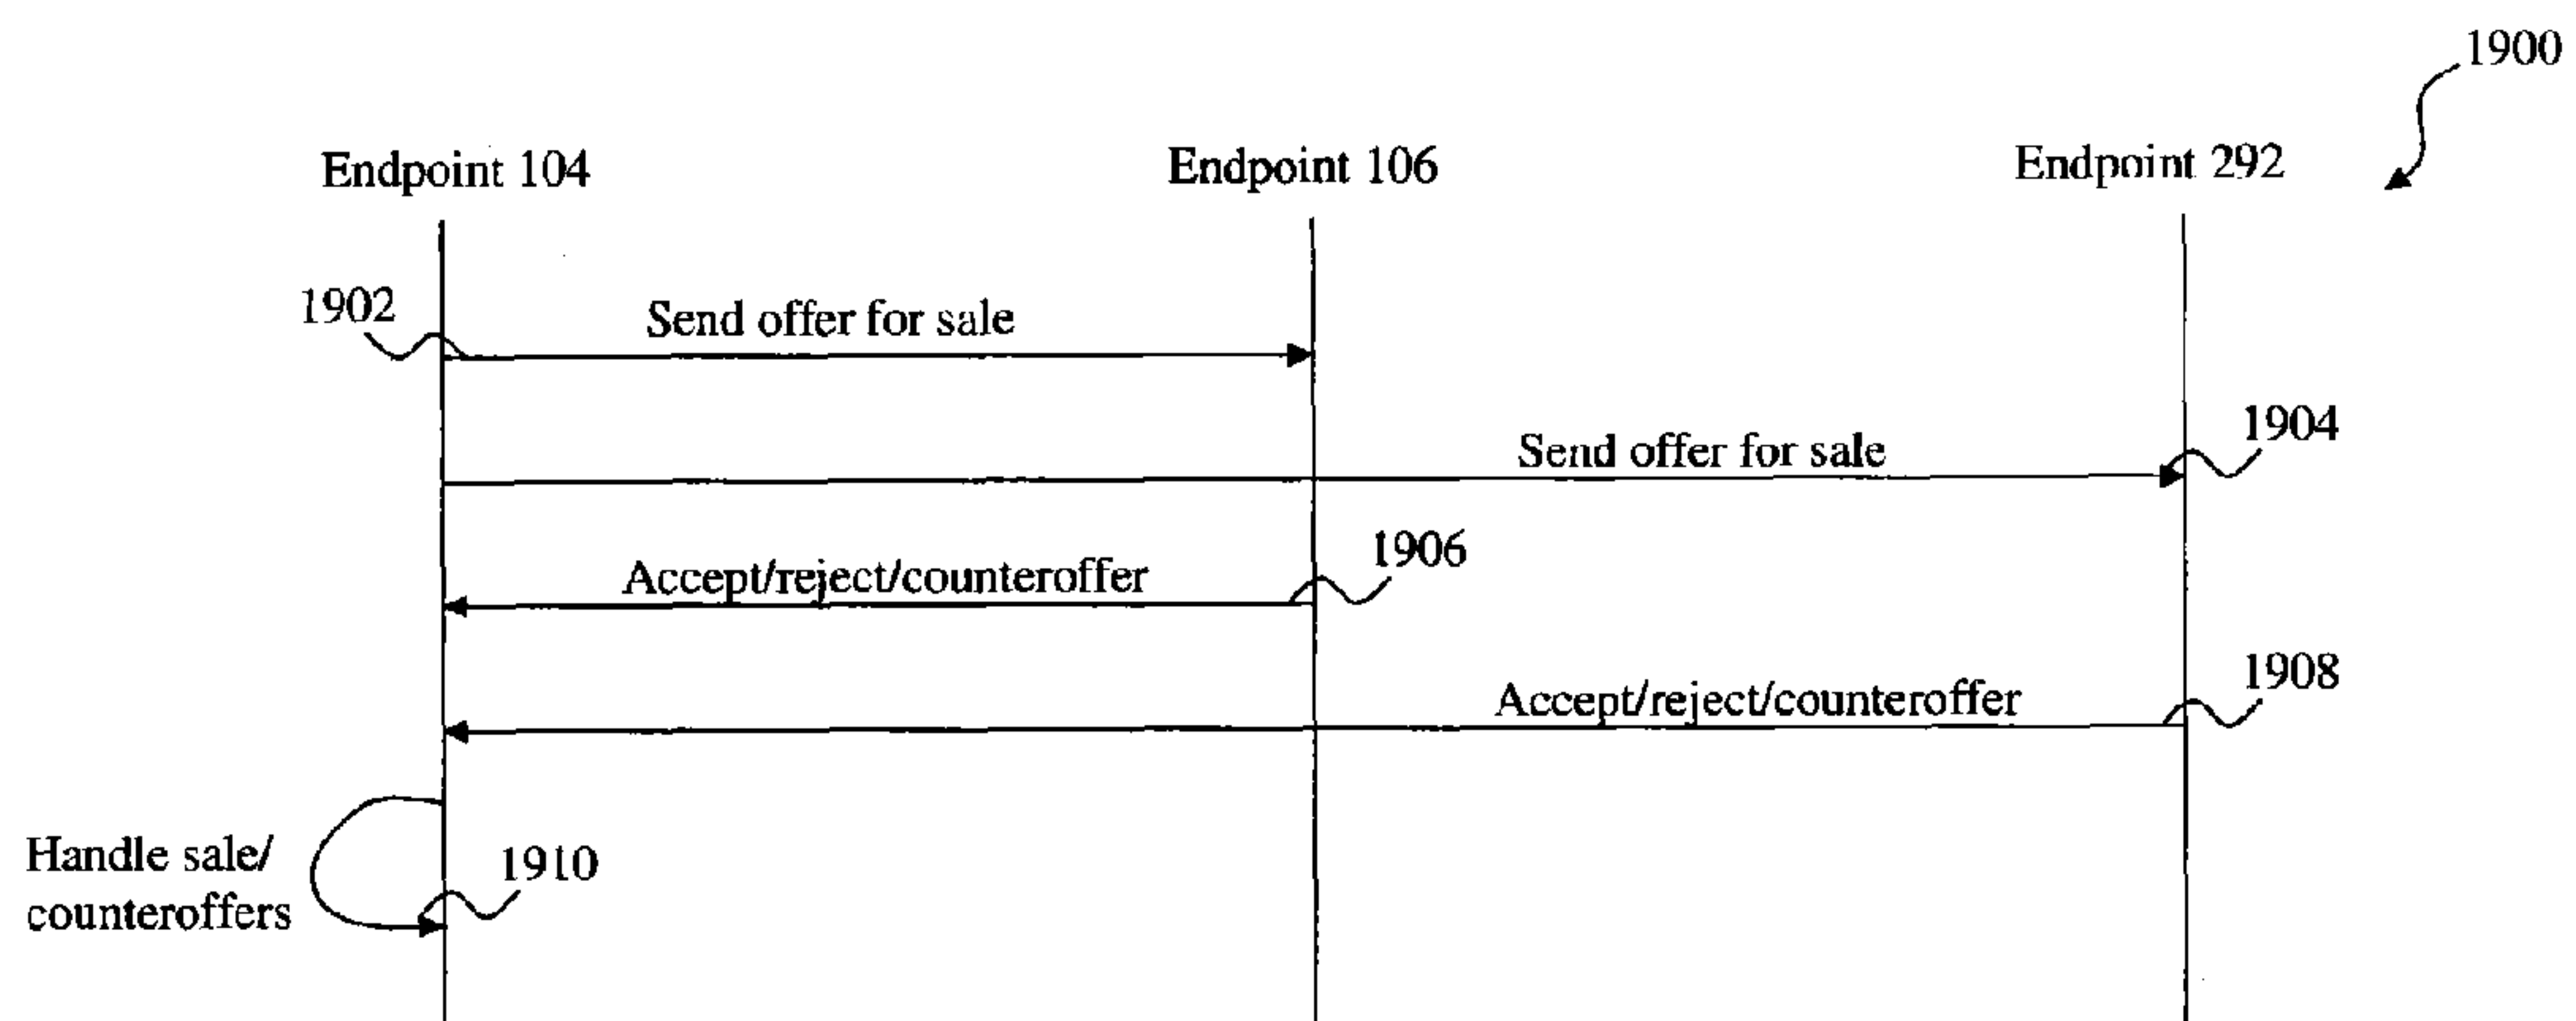 1900
Endpoint 104
Endpoint 106
Endpoint 292
1902
Send offer for sale
1904
Send offer for sale
1906
Accept/reject/counteroffer
1908
Accept/reject/counteroffer
Handle sale/
counteroffers
1910